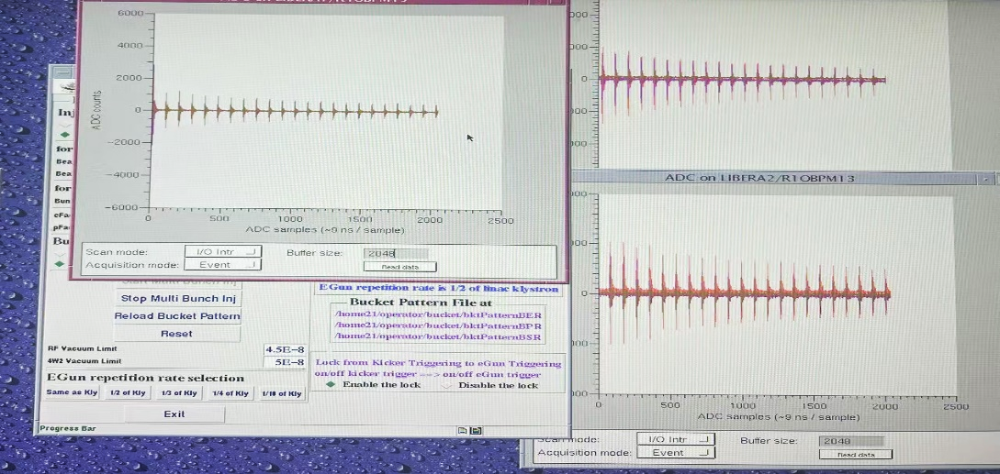 6000
4000
2000
0
−2000
−4000
−6000
ADC counts
0 500 1000 1500 2000 2500
ADC samples (~9 ns / sample)
Scan mode: I/O Intr Buffer size: 2048
Acquisition mode: Event Read data
Inj
for
Bea
Bea
for
Bun
eFa
pFa
Bu
Stop Multi Bunch Inj
Reload Bucket Pattern
Reset
RF Vacuum Limit 4.5E−8
4W2 Vacuum Limit 5E−8
EGun repetition rate selection
Same as Kly 1/2 of Kly 1/3 of Kly 1/4 of Kly 1/10 of Kly
Exit
Progress Bar
EGun repetition rate is 1/2 of linac klystron
Bucket Pattern File at
/home21/operator/bucket/bktPatternBER
/home21/operator/bucket/bktPatternBPR
/home21/operator/bucket/bktPatternBSR
Lock from Kicker Triggering to eGun Triggering
on/off kicker trigger ==> on/off eGun trigger
Enable the lock Disable the lock
0
ADC on LIBERA2/R1OBPM13
0
0 500 1000 1500 2000 2500
ADC samples (~9 ns / sample)
Scan mode: I/O Intr Buffer size: 2048
Acquisition mode: Event Read data